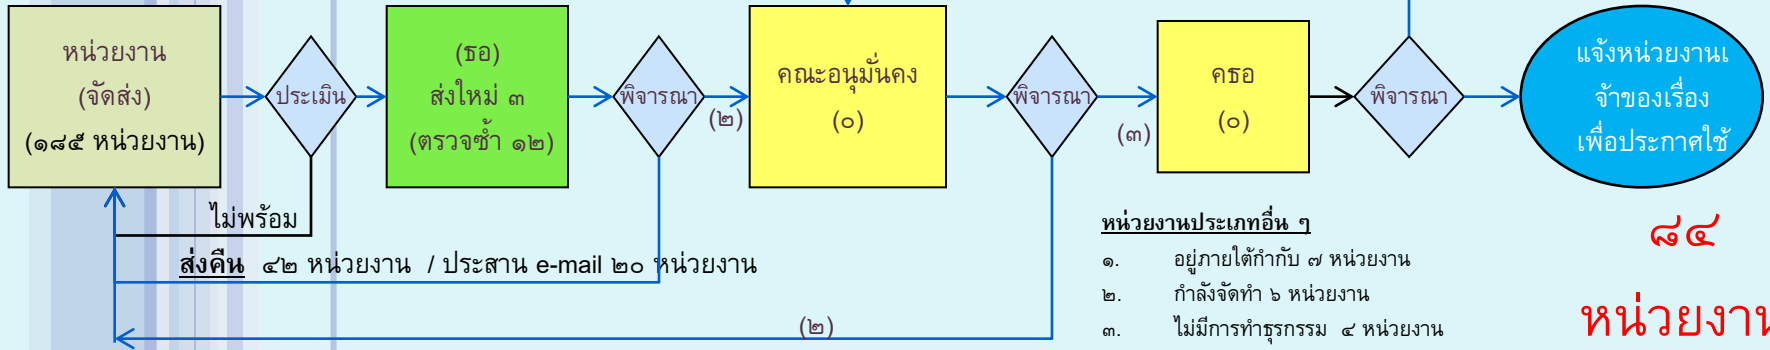 หน่วยงาน
(จัดส่ง)
(๑๘๕ หน่วยงาน)
ประเมิน
(ธอ)
ส่งใหม่ ๓
(ตรวจซ้ำ ๑๒)
พิจารณา
(๒)
คณะอนุมั่นคง
(๐)
พิจารณา
(๓)
คธอ
(๐)
พิจารณา
แจ้งหน่วยงานเ
จ้าของเรื่อง
เพื่อประกาศใช้
ไม่พร้อม
ส่งคืน ๔๒ หน่วยงาน / ประสาน e-mail ๒๐ หน่วยงาน
(๒)
หน่วยงานประเภทอื่น ๆ
๑. อยู่ภายใต้กำกับ ๗ หน่วยงาน
๒. กำลังจัดทำ ๖ หน่วยงาน
๓. ไม่มีการทำธุรกรรม ๔ หน่วยงาน
๘๔
หน่วยงาน